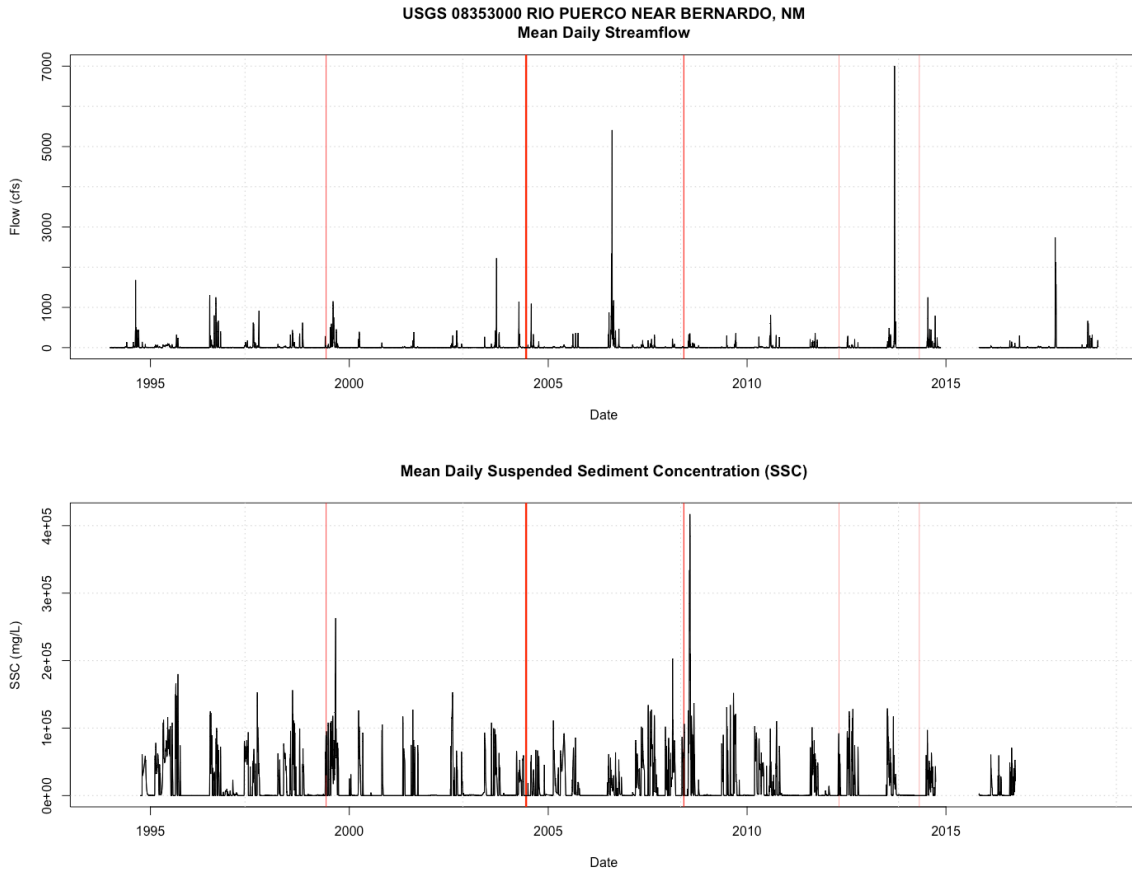 USGS 08353000 RIO PUERCO NEAR BERNARDO, NM
Mean Daily Streamflow
7000
5000
3000
1000
0
Flow (cfs)
1995 2000 2005 2010 2015
Date
Mean Daily Suspended Sediment Concentration (SSC)
4e+05
3e+05
2e+05
1e+05
0e+00
SSC (mg/L)
1995 2000 2005 2010 2015
Date